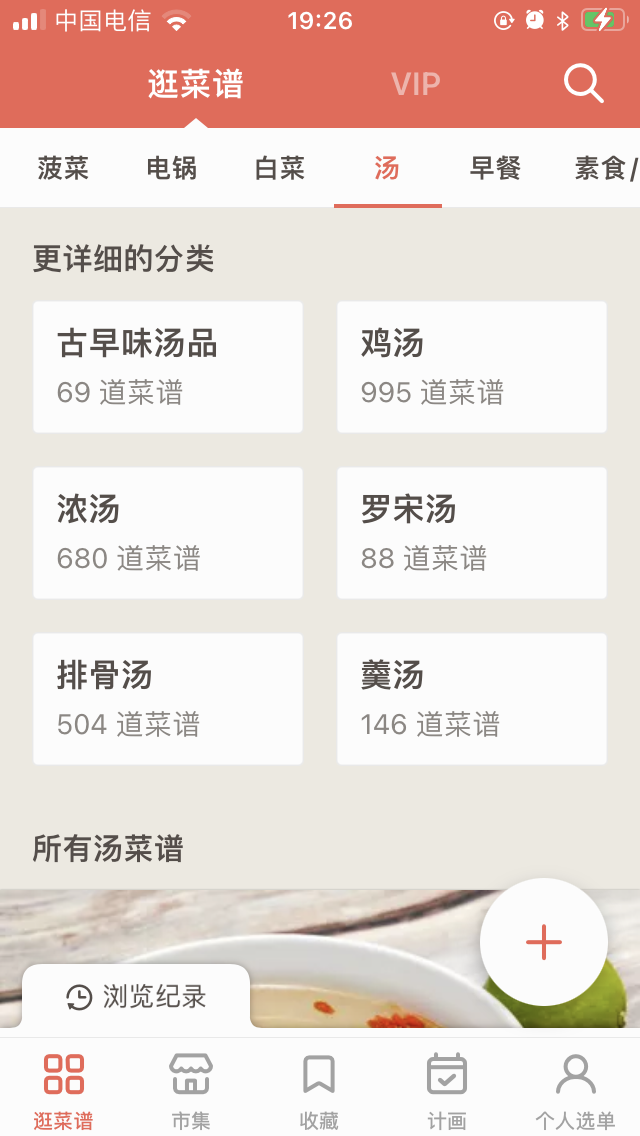 中国电信 19:26
逛菜谱 VIP
菠菜 电锅 白菜 汤 早餐 素食/
更详细的分类
古早味汤品 鸡汤
69 道菜谱 995 道菜谱
浓汤 罗宋汤
680 道菜谱 88 道菜谱
排骨汤 羹汤
504 道菜谱 146 道菜谱
所有汤菜谱
浏览纪录
逛菜谱 市集 收藏 计画 个人选单